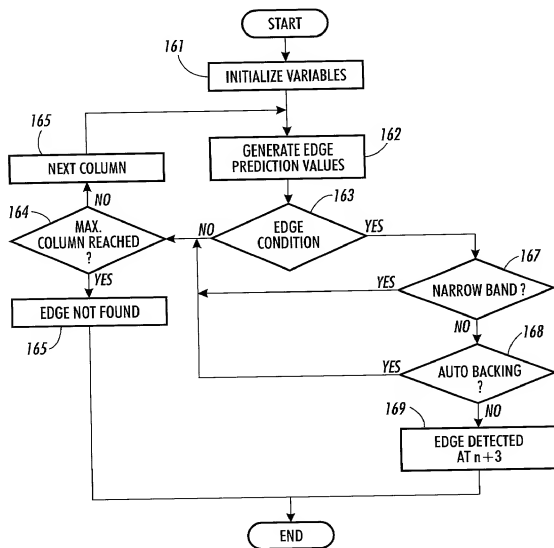 START
161
INITIALIZE VARIABLES
165
162
NEXT COLUMN
GENERATE EDGE
PREDICTION VALUES
164
NO
163
MAX.
COLUMN REACHED
?
NO
EDGE
CONDITION
YES
167
YES
YES
NARROW BAND ?
EDGE NOT FOUND
NO
168
165
YES
AUTO BACKING
?
169
NO
EDGE DETECTED
AT n+3
END